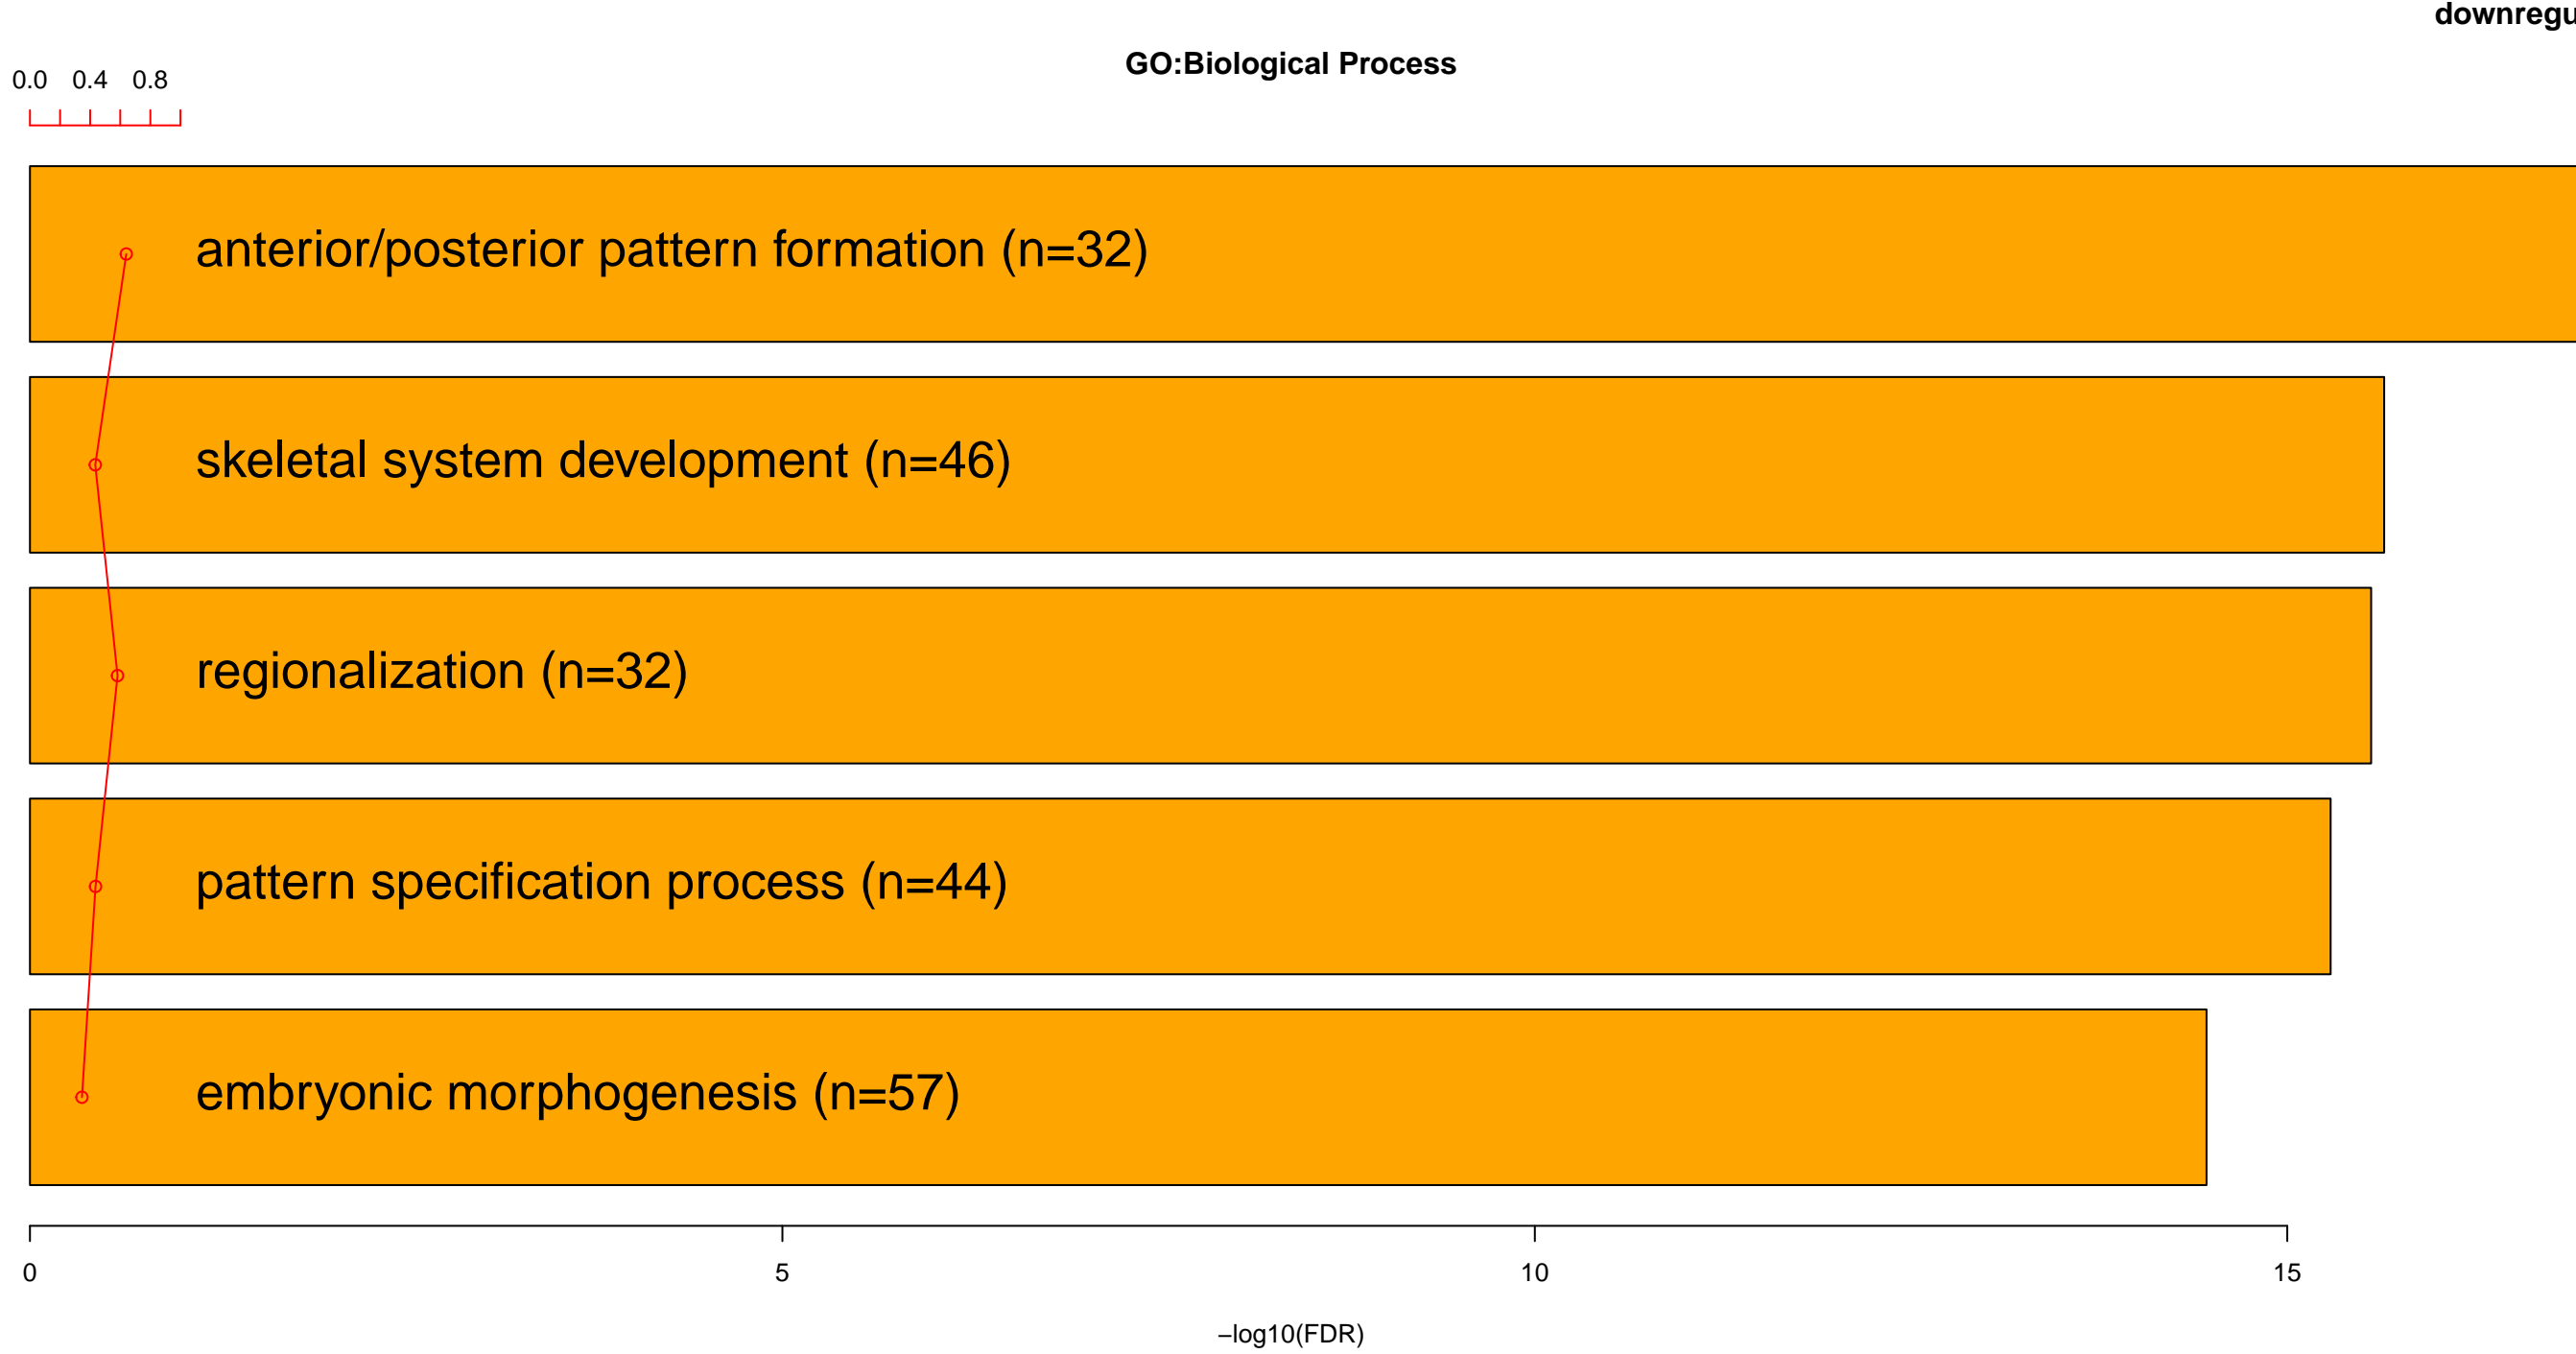 downregu
GO:Biological Process
0.0 0.4 0.8
anterior/posterior pattern formation (n=32)
skeletal system development (n=46)
regionalization (n=32)
pattern specification process (n=44)
embryonic morphogenesis (n=57)
0 5 10 15
−log10(FDR)